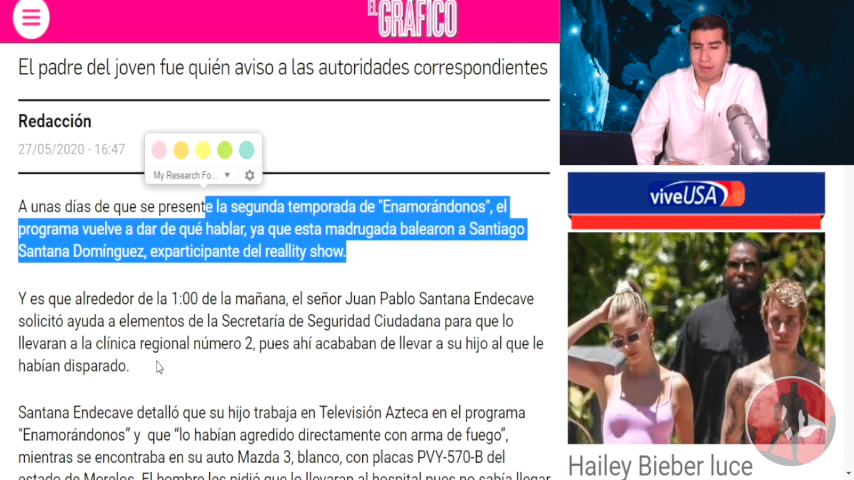 EL GRÁFICO
El padre del joven fue quién aviso a las autoridades correspondientes
Redacción
27/05/2020 - 16:47
My Research Fo...
A unas días de que se presente la segunda temporada de "Enamorándonos", el
programa vuelve a dar de qué hablar, ya que esta madrugada balearon a Santiago
Santana Domínguez, exparticipante del reallity show.
Y es que alrededor de la 1:00 de la mañana, el señor Juan Pablo Santana Endecave
solicitó ayuda a elementos de la Secretaría de Seguridad Ciudadana para que lo
llevaran a la clínica regional número 2, pues ahí acababan de llevar a su hijo al que le
habían disparado.
Santana Endecave detalló que su hijo trabaja en Televisión Azteca en el programa
"Enamorándonos" y que "lo habían agredido directamente con arma de fuego",
mientras se encontraba en su auto Mazda 3, blanco, con placas PVY-570-B del
estado de Morelos. El hombre les pidió que lo llevaran al hospital pues no sabía llegar
viveUSA
Hailey Bieber luce